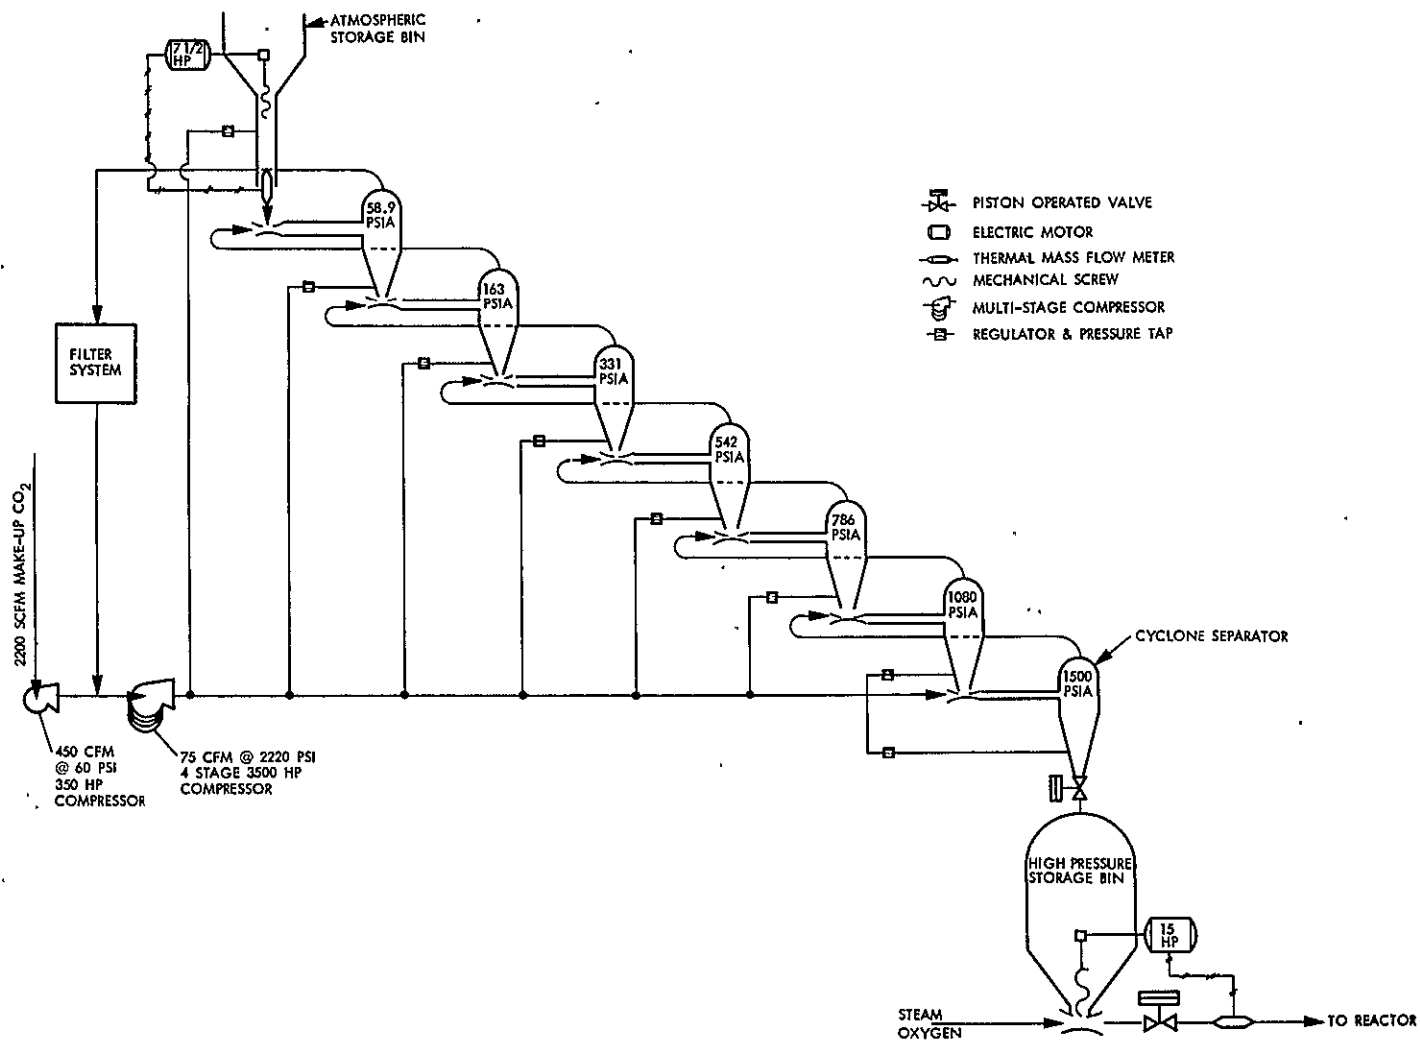 ATMOSPHERIC
STORAGE BIN
7 1/2
HP
58.9
PSIA
163
PSIA
331
PSIA
542
PSIA
786
PSIA
1080
PSIA
1500
PSIA
PISTON OPERATED VALVE
ELECTRIC MOTOR
THERMAL MASS FLOW METER
MECHANICAL SCREW
MULTI-STAGE COMPRESSOR
REGULATOR & PRESSURE TAP
FILTER
SYSTEM
2200 SCFM MAKE-UP CO2
CYCLONE SEPARATOR
450 CFM
@ 60 PSI
350 HP
COMPRESSOR
75 CFM @ 2220 PSI
4 STAGE 3500 HP
COMPRESSOR
HIGH PRESSURE
STORAGE BIN
15
HP
STEAM
OXYGEN
TO REACTOR